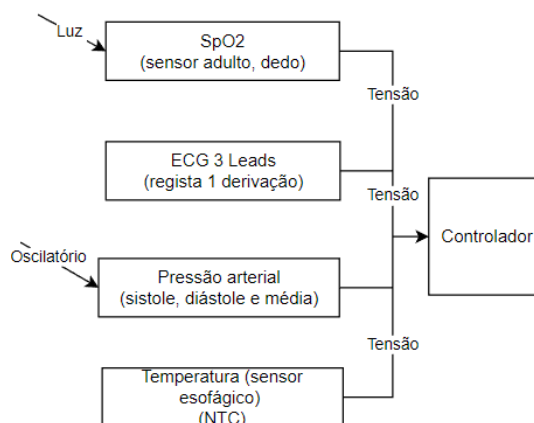 Luz
SpO2
(sensor adulto, dedo)
Tensão
ECG 3 Leads
(regista 1 derivação)
Tensão
Controlador
Oscilatório
Pressão arterial
(sistole, diástole e média)
Tensão
Temperatura (sensor
esofágico)
(NTC)